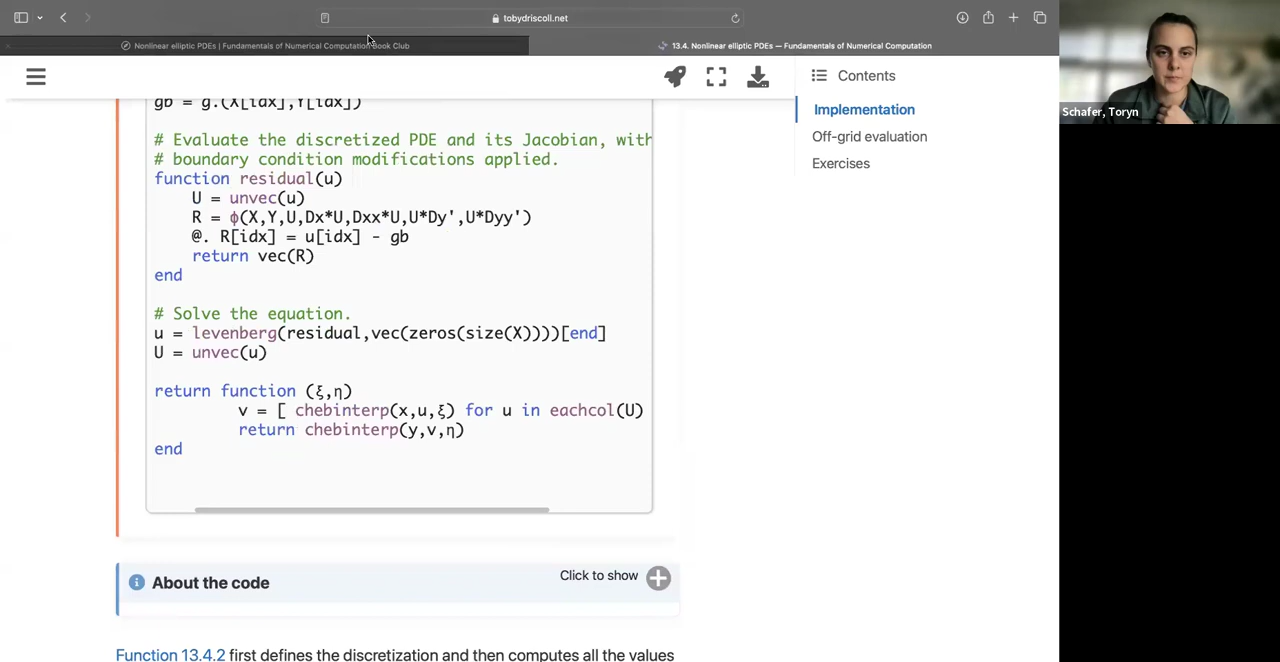 tobydriscoll.net
Nonlinear elliptic PDEs | Fundamentals of Numerical Computation Book Club
13.4. Nonlinear elliptic PDEs — Fundamentals of Numerical Computation
Contents
Implementation
Off-grid evaluation
Exercises
Schafer, Toryn
gb = g.(X[idx],Y[idx])
# Evaluate the discretized PDE and its Jacobian, with
# boundary condition modifications applied.
function residual(u)
U = unvec(u)
R = ϕ(X,Y,U,Dx*U,Dxx*U,U*Dy',U*Dyy')
@. R[idx] = u[idx] - gb
return vec(R)
end
# Solve the equation.
u = levenberg(residual,vec(zeros(size(X))))[end]
U = unvec(u)
return function (ξ,η)
v = [ chebinterp(x,u,ξ) for u in eachcol(U)
return chebinterp(y,v,η)
end
About the code
Click to show
Function 13.4.2 first defines the discretization and then computes all the values